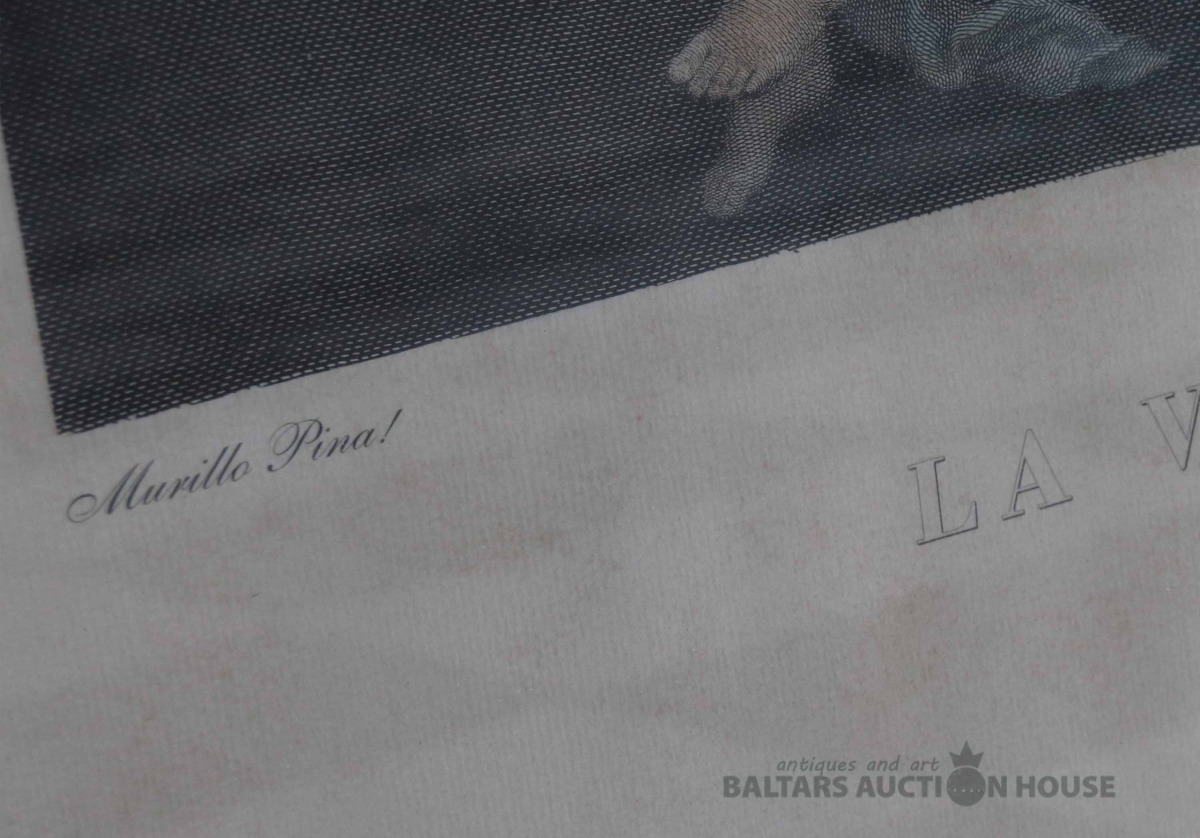 Murillo Pina!
LA V
antiques and art
BALTARS AUCTION HOUSE